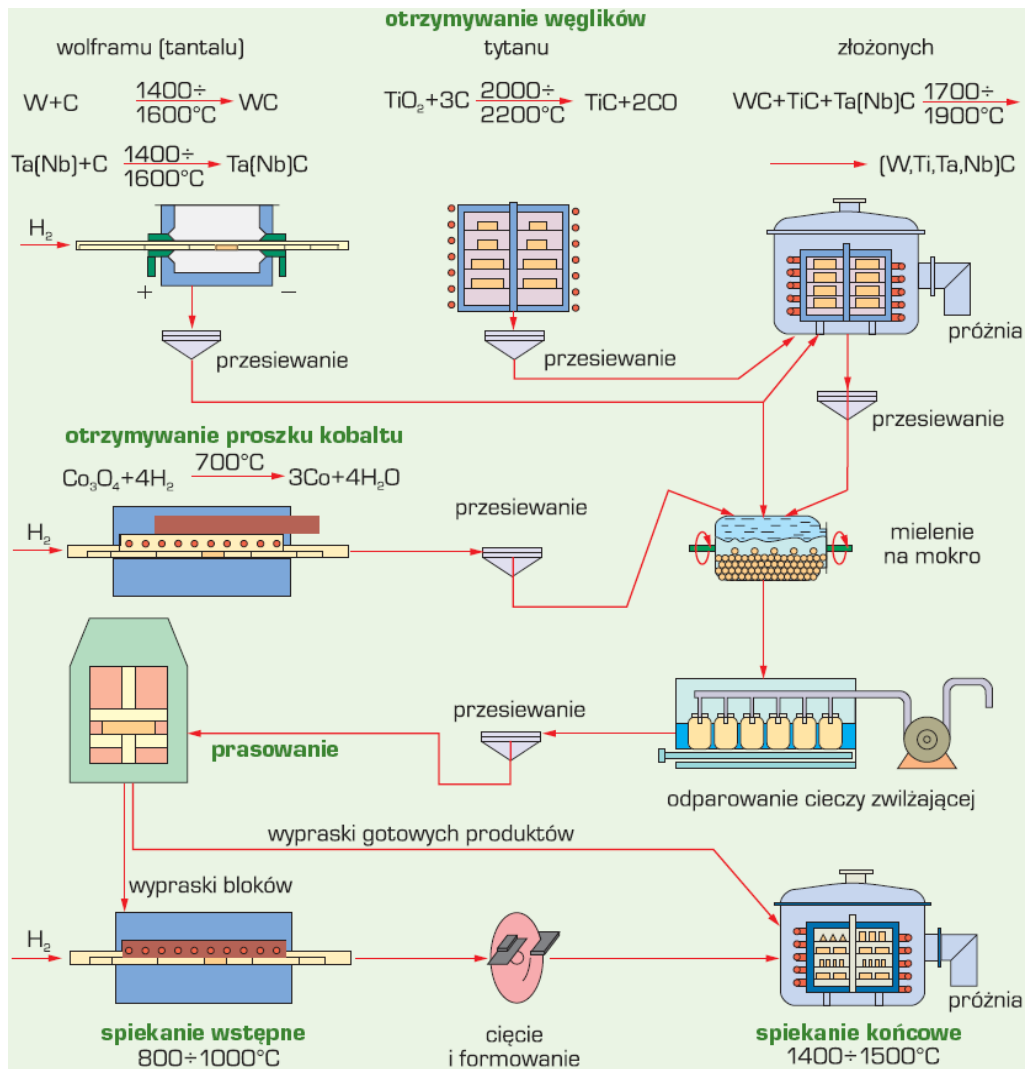 otrzymywanie węglików
wolframu (tantalu)
tytanu
złożonych
W+C 1400÷ 1600°C WC
TiO₂+3C 2000÷ 2200°C TiC+2CO
WC+TiC+Ta(Nb)C 1700÷ 1900°C
Ta(Nb)+C 1400÷ 1600°C Ta(Nb)C
(W,Ti,Ta,Nb)C
H₂
+
−
próżnia
przesiewanie
przesiewanie
przesiewanie
otrzymywanie proszku kobaltu
Co₃O₄+4H₂ 700°C 3Co+4H₂O
H₂
przesiewanie
mielenie
na mokro
przesiewanie
prasowanie
odparowanie cieczy zwilżającej
wypraski gotowych produktów
wypraski bloków
H₂
próżnia
spiekanie wstępne
800÷1000°C
cięcie
i formowanie
spiekanie końcowe
1400÷1500°C